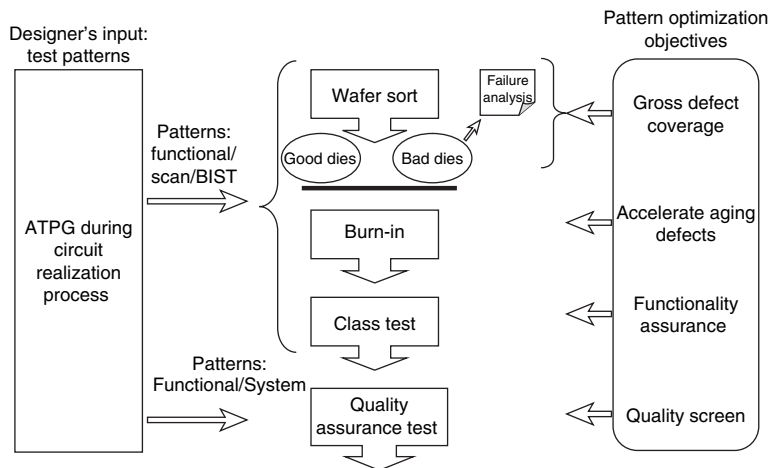 Designer's input:
test patterns
ATPG during
circuit
realization
process
Patterns:
functional/
scan/BIST
Patterns:
Functional/System
Wafer sort
Failure
analysis
Good dies
Bad dies
Burn-in
Class test
Quality
assurance test
Pattern optimization
objectives
Gross defect
coverage
Accelerate aging
defects
Functionality
assurance
Quality screen